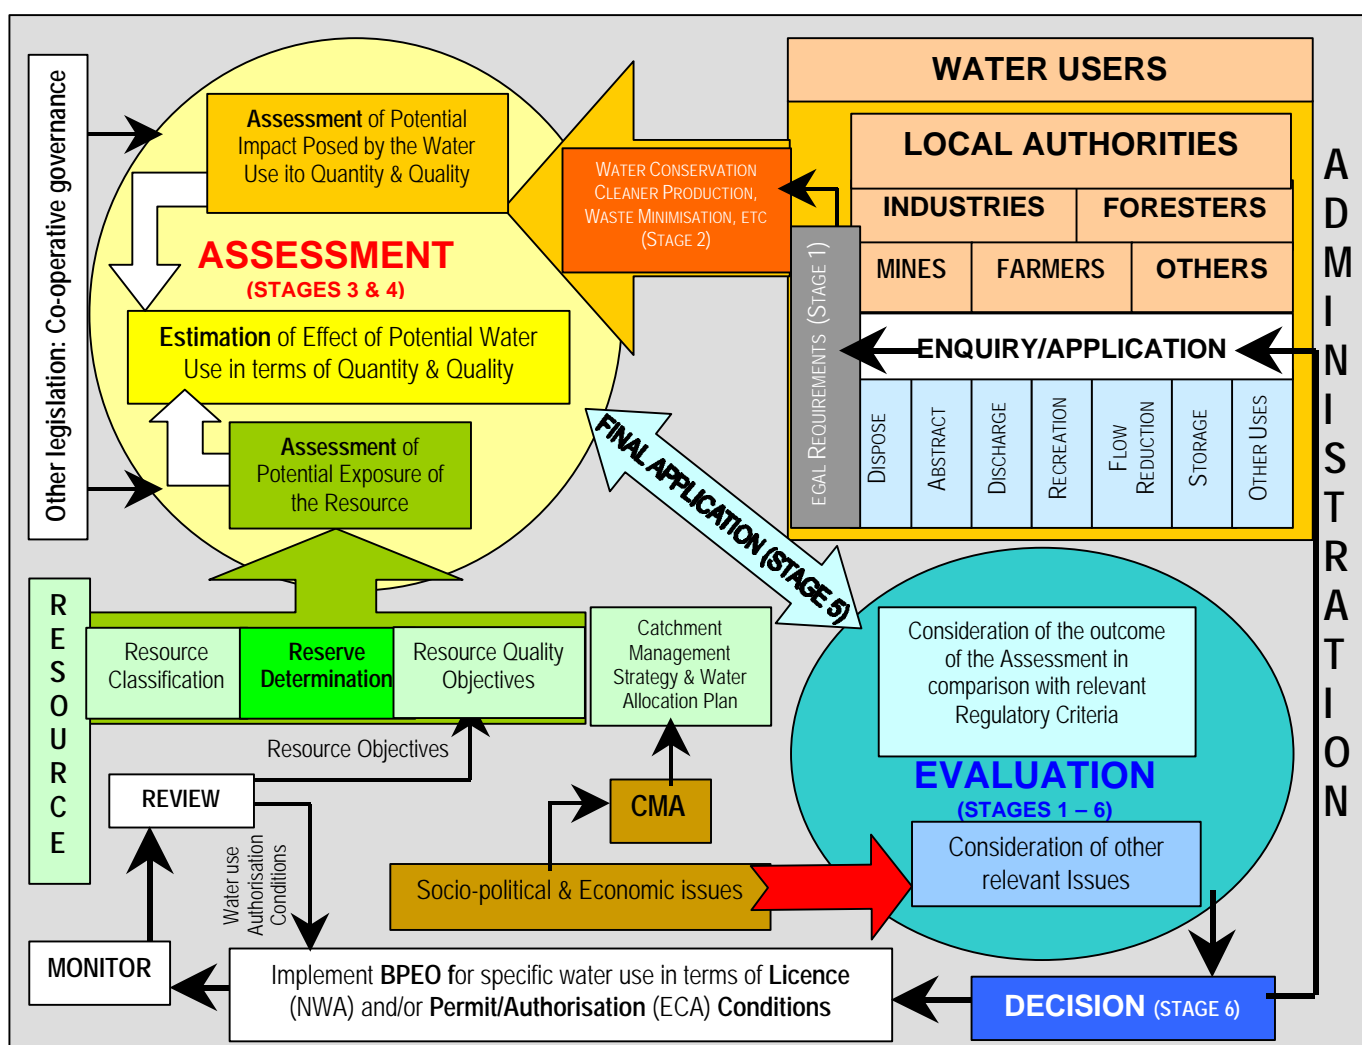 WATER USERS
LOCAL AUTHORITIES
INDUSTRIES
FORESTERS
MINES
FARMERS
OTHERS
ENQUIRY/APPLICATION
DISPOSE
ABSTRACT
DISCHARGE
RECREATION
FLOW
REDUCTION
STORAGE
OTHER USES
EGAL REQUIREMENTS (STAGE 1)
WATER CONSERVATION
CLEANER PRODUCTION,
WASTE MINIMISATION, ETC
(STAGE 2)
ADMINISTRATION
Other legislation: Co-operative governance
Assessment of Potential
Impact Posed by the Water
Use ito Quantity & Quality
ASSESSMENT
(STAGES 3 & 4)
Estimation of Effect of Potential Water
Use in terms of Quantity & Quality
Assessment of
Potential Exposure of
the Resource
FINAL APPLICATION (STAGE 5)
RESOURCE
Resource
Classification
Reserve
Determination
Resource Quality
Objectives
Catchment
Management
Strategy & Water
Allocation Plan
Consideration of the outcome
of the Assessment in
comparison with relevant
Regulatory Criteria
EVALUATION
(STAGES 1 – 6)
Consideration of other
relevant Issues
Resource Objectives
REVIEW
CMA
Water use
Authorisation
Conditions
Socio-political & Economic issues
MONITOR
Implement BPEO for specific water use in terms of Licence
(NWA) and/or Permit/Authorisation (ECA) Conditions
DECISION (STAGE 6)